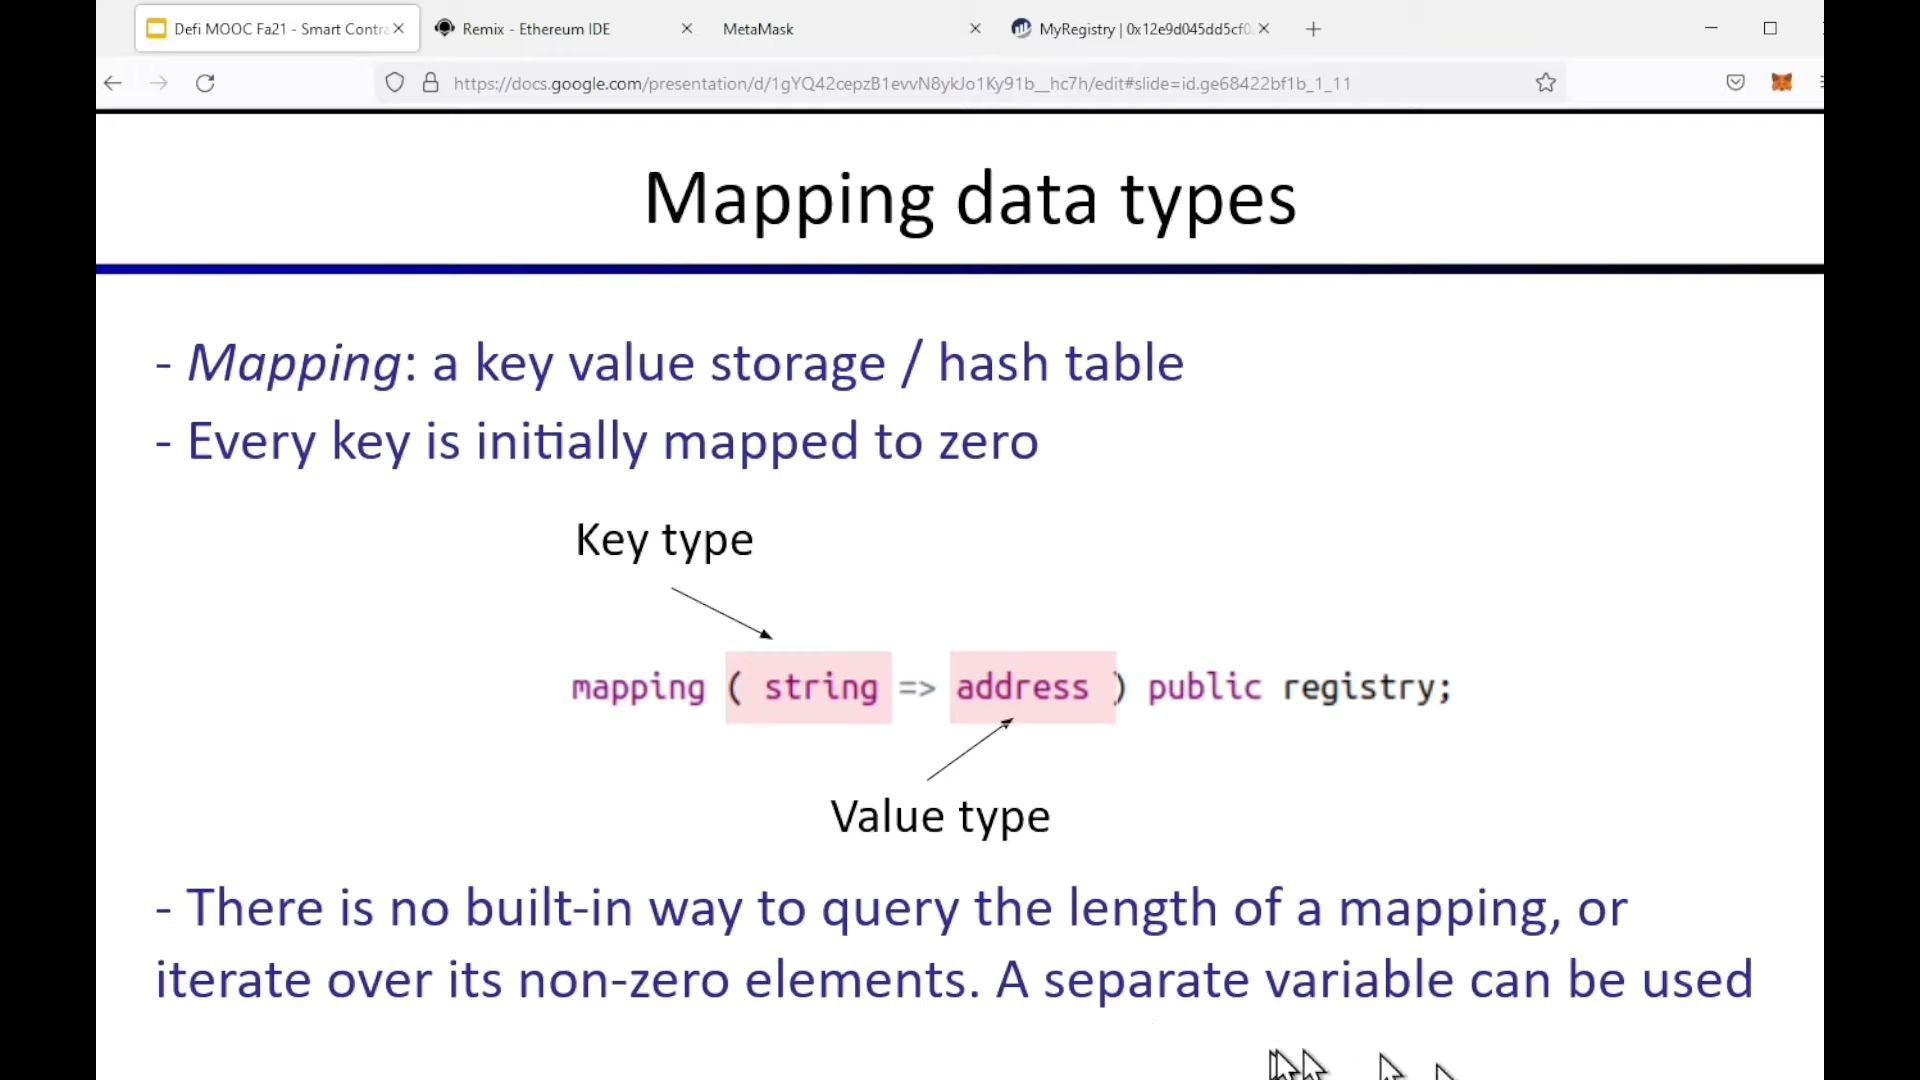 Defi MOOC Fa21 - Smart Contra
Remix - Ethereum IDE
MetaMask
MyRegistry | 0x12e9d045dd5cf0
https://docs.google.com/presentation/d/1gYQ42cepzB1evvN8ykJo1Ky91b__hc7h/edit#slide=id.ge68422bf1b_1_11
Mapping data types
- Mapping: a key value storage / hash table
- Every key is initially mapped to zero
Key type
mapping ( string => address ) public registry;
Value type
- There is no built-in way to query the length of a mapping, or
iterate over its non-zero elements. A separate variable can be used